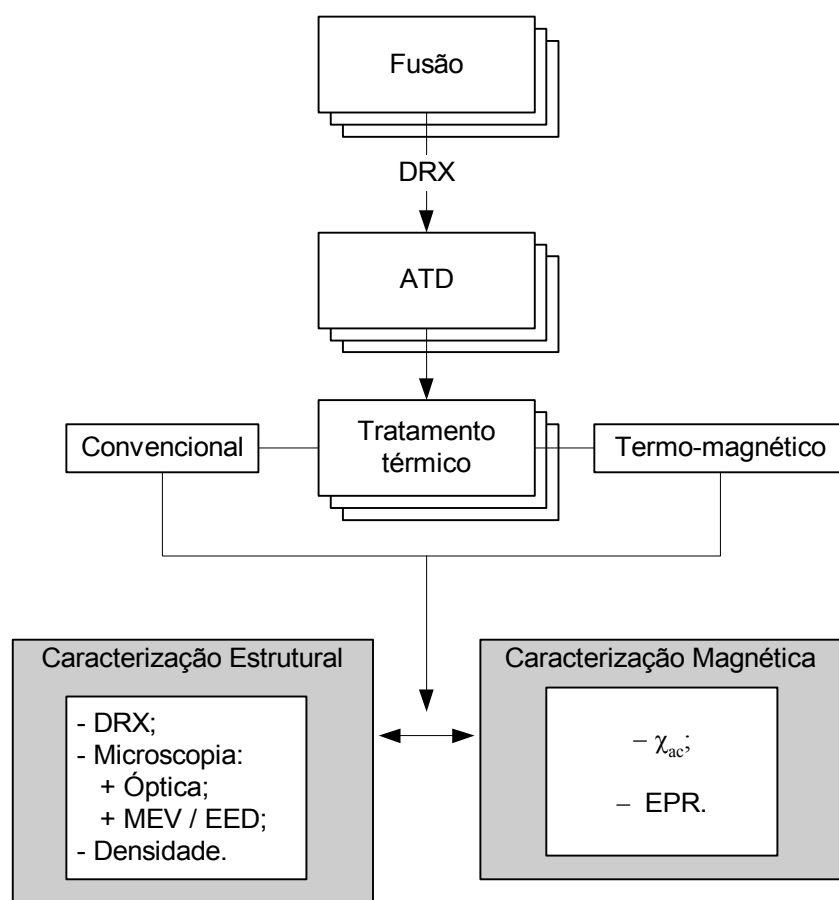 Fusão
DRX
ATD
Convencional
Tratamento
térmico
Termo-magnético
Caracterização Estrutural
- DRX;
- Microscopia:
+ Óptica;
+ MEV / EED;
- Densidade.
Caracterização Magnética
– χac;
– EPR.